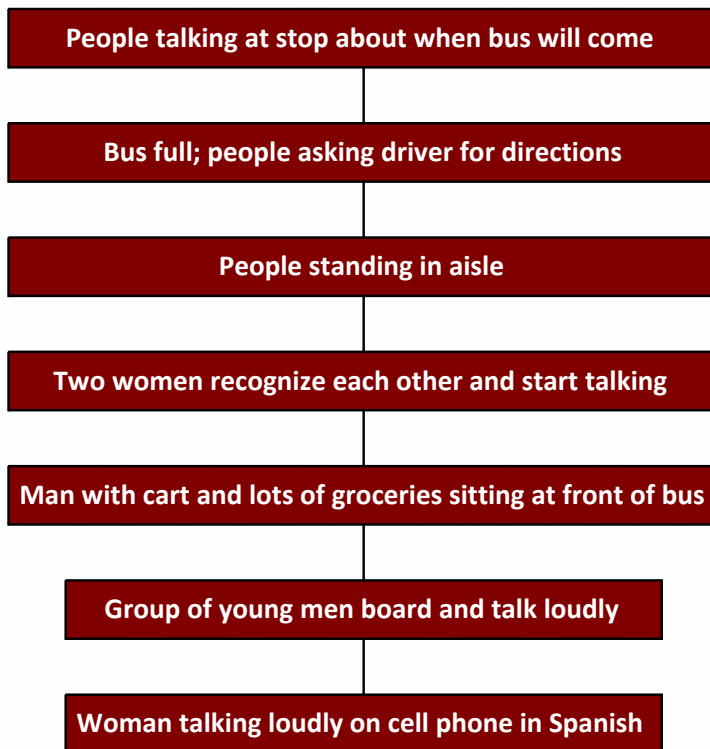 People talking at stop about when bus will come
Bus full; people asking driver for directions
People standing in aisle
Two women recognize each other and start talking
Man with cart and lots of groceries sitting at front of bus
Group of young men board and talk loudly
Woman talking loudly on cell phone in Spanish